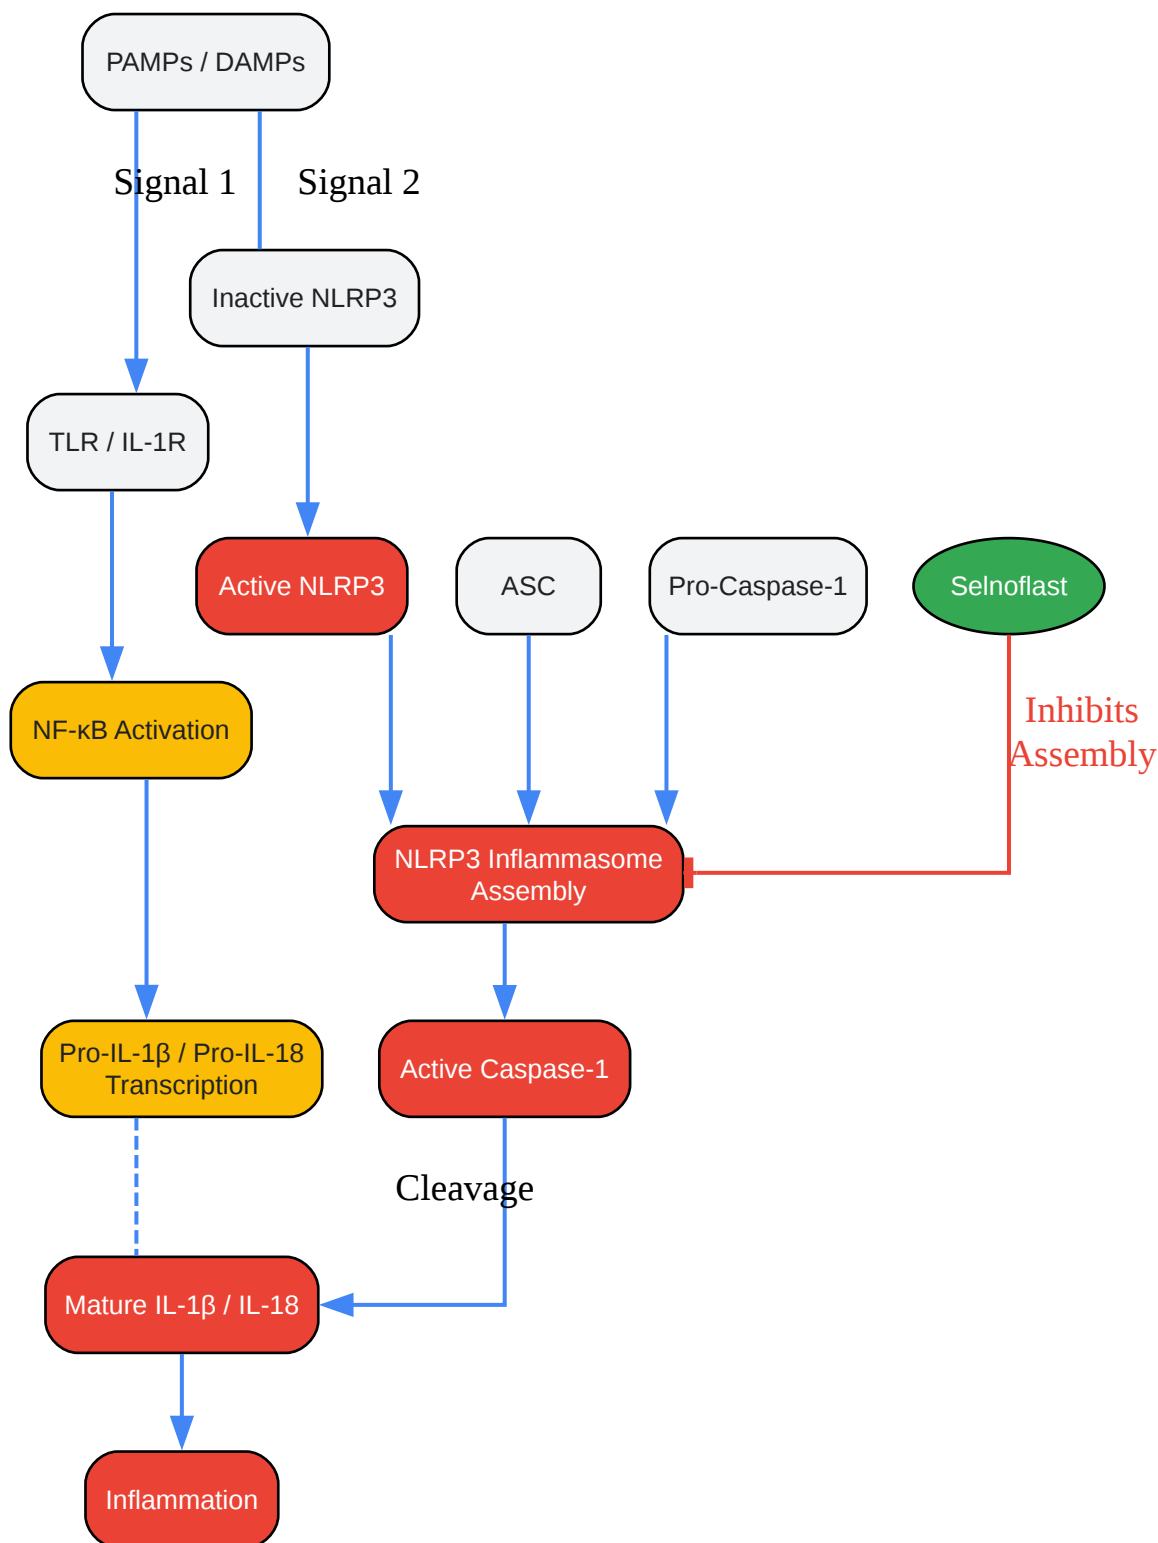 PAMPs / DAMPs
Signal 1
Signal 2
Inactive NLRP3
TLR / IL-1R
Active NLRP3
ASC
Pro-Caspase-1
Selnoflast
Inhibits
Assembly
NF-κB Activation
NLRP3 Inflammasome
Assembly
Pro-IL-1β / Pro-IL-18
Transcription
Active Caspase-1
Cleavage
Mature IL-1β / IL-18
Inflammation